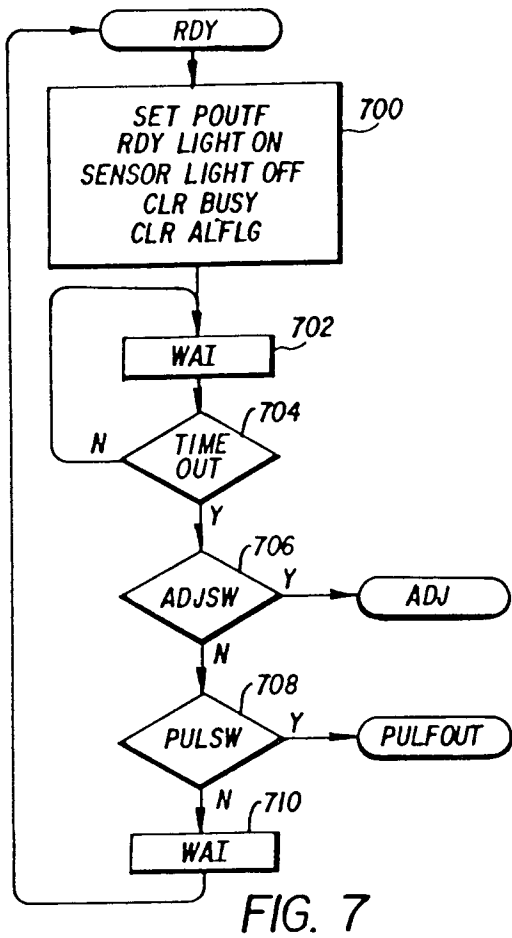 RDY
SET POUTF
RDY LIGHT ON
SENSOR LIGHT OFF
CLR BUSY
CLR ALFLG
700
WAI
702
TIME
OUT
704
N
Y
ADJSW
706
Y
ADJ
N
PULSW
708
Y
PULFOUT
N
WAI
710
FIG. 7